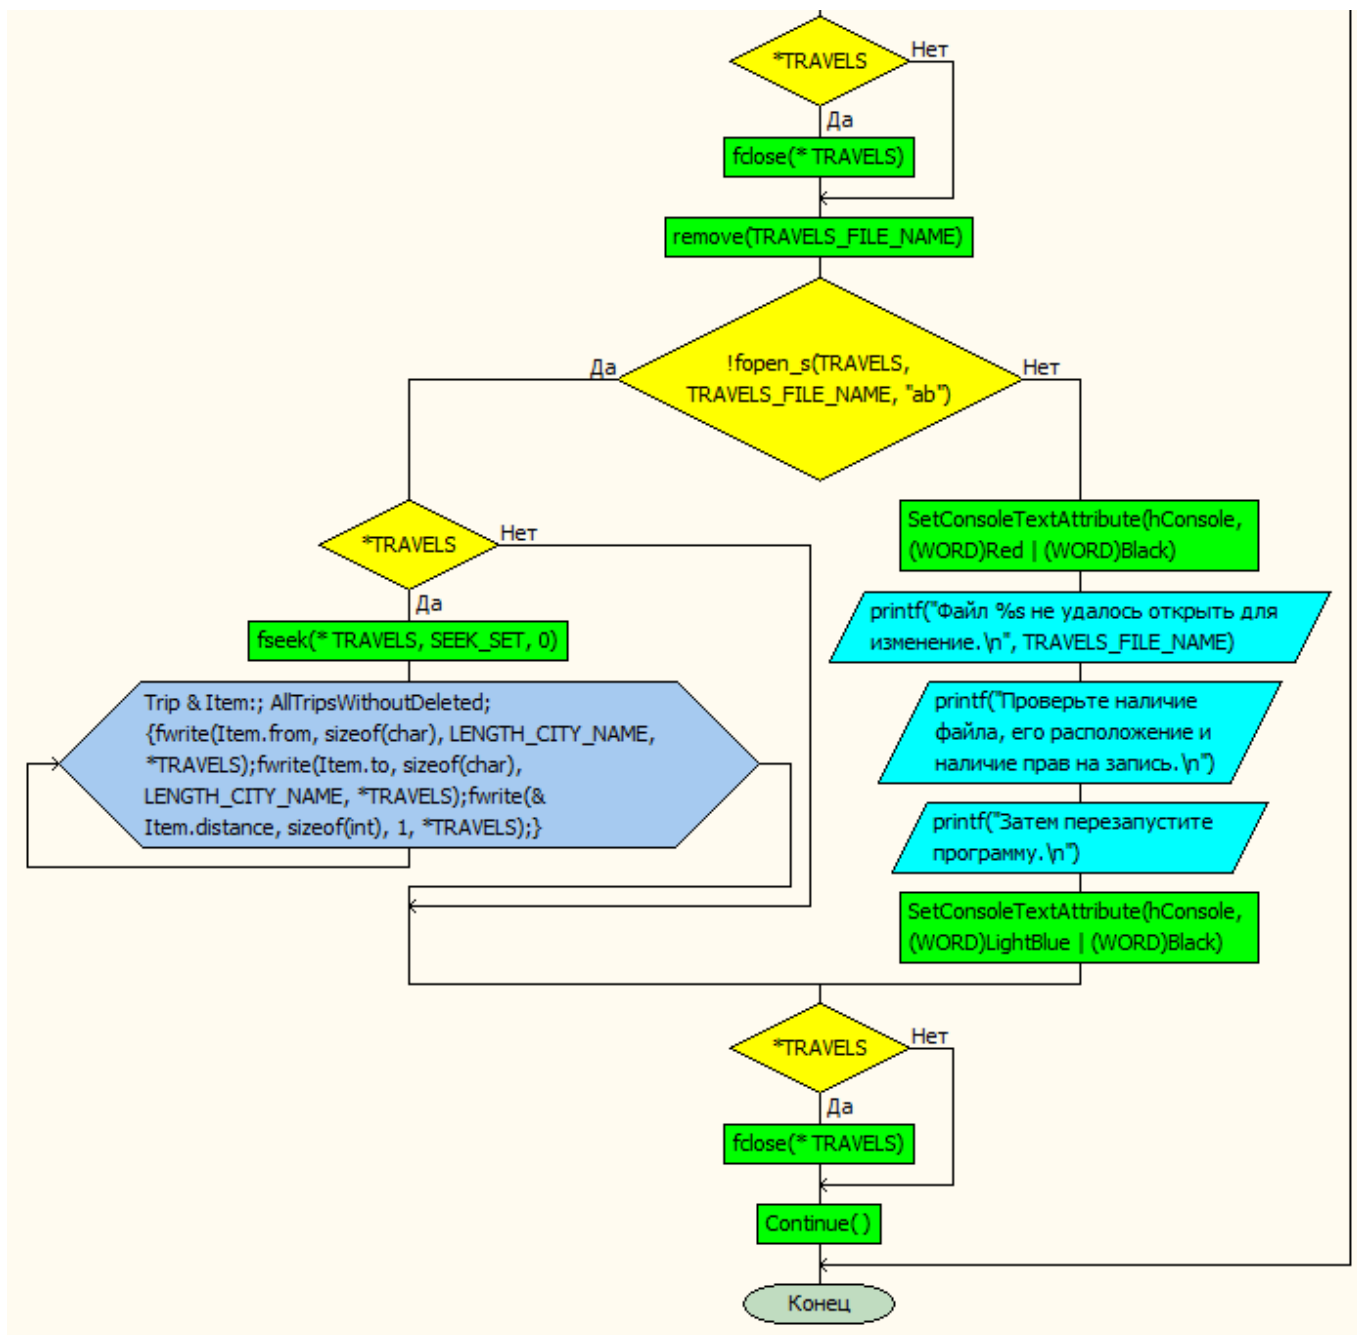 *TRAVELS
Нет
Да
fclose(* TRAVELS)
remove(TRAVELS_FILE_NAME)
!fopen_s(TRAVELS,
TRAVELS_FILE_NAME, "ab")
Да
Нет
*TRAVELS
Нет
Да
fseek(* TRAVELS, SEEK_SET, 0)
Trip & Item:; AllTripsWithoutDeleted;
{fwrite(Item.from, sizeof(char), LENGTH_CITY_NAME,
*TRAVELS);fwrite(Item.to, sizeof(char),
LENGTH_CITY_NAME, *TRAVELS);fwrite(&
Item.distance, sizeof(int), 1, *TRAVELS);}
SetConsoleTextAttribute(hConsole,
(WORD)Red | (WORD)Black)
printf("Файл %s не удалось открыть для
изменение.\n", TRAVELS_FILE_NAME)
printf("Проверьте наличие
файла, его расположение и
наличие прав на запись.\n")
printf("Затем перезапустите
программу.\n")
SetConsoleTextAttribute(hConsole,
(WORD)LightBlue | (WORD)Black)
*TRAVELS
Нет
Да
fclose(* TRAVELS)
Continue( )
Конец